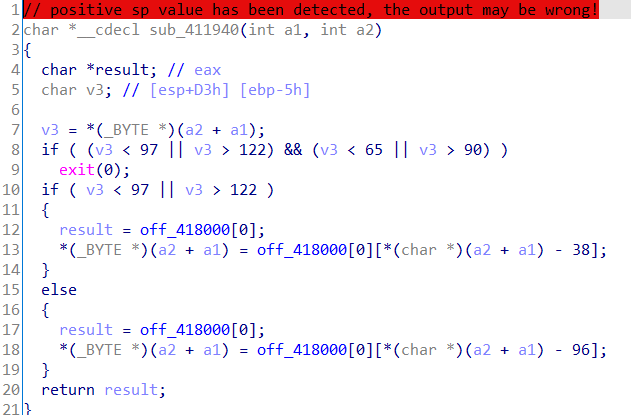 1 // positive sp value has been detected, the output may be wrong!
2 char *__cdecl sub_411940(int a1, int a2)
3 {
4   char *result; // eax
5   char v3; // [esp+D3h] [ebp-5h]
6
7   v3 = *(_BYTE *)(a2 + a1);
8   if ( (v3 < 97 || v3 > 122) && (v3 < 65 || v3 > 90) )
9     exit(0);
10   if ( v3 < 97 || v3 > 122 )
11   {
12     result = off_418000[0];
13     *(_BYTE *)(a2 + a1) = off_418000[0][*(char *)(a2 + a1) - 38];
14   }
15   else
16   {
17     result = off_418000[0];
18     *(_BYTE *)(a2 + a1) = off_418000[0][*(char *)(a2 + a1) - 96];
19   }
20   return result;
21 }